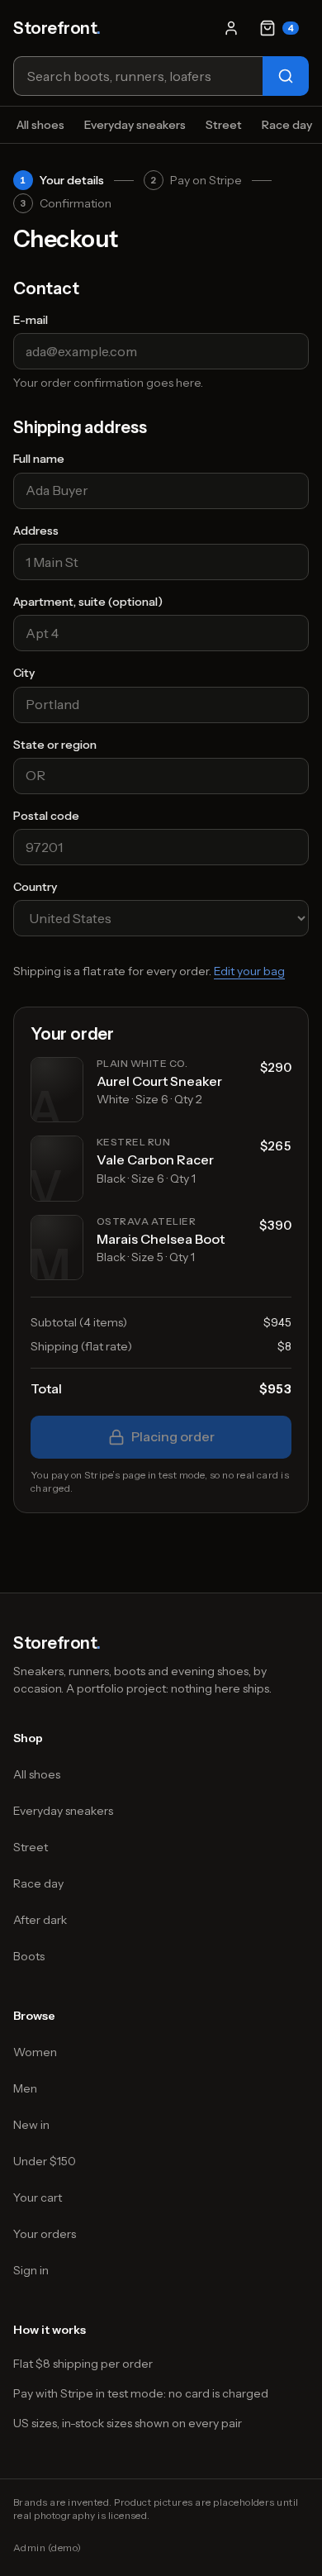 Storefront.
4
Search boots, runners, loafers
All shoes Everyday sneakers Street Race day
1 Your details 2 Pay on Stripe
3 Confirmation
Checkout
Contact
E-mail
ada@example.com
Your order confirmation goes here.
Shipping address
Full name
Ada Buyer
Address
1 Main St
Apartment, suite (optional)
Apt 4
City
Portland
State or region
OR
Postal code
97201
Country
United States
Shipping is a flat rate for every order. Edit your bag
Your order
A
PLAIN WHITE CO.
Aurel Court Sneaker
White · Size 6 · Qty 2
$290
V
KESTREL RUN
Vale Carbon Racer
Black · Size 6 · Qty 1
$265
M
OSTRAVA ATELIER
Marais Chelsea Boot
Black · Size 5 · Qty 1
$390
Subtotal (4 items) $945
Shipping (flat rate) $8
Total $953
Placing order
You pay on Stripe's page in test mode, so no real card is
charged.
Storefront.
Sneakers, runners, boots and evening shoes, by
occasion. A portfolio project: nothing here ships.
Shop
All shoes
Everyday sneakers
Street
Race day
After dark
Boots
Browse
Women
Men
New in
Under $150
Your cart
Your orders
Sign in
How it works
Flat $8 shipping per order
Pay with Stripe in test mode: no card is charged
US sizes, in-stock sizes shown on every pair
Brands are invented. Product pictures are placeholders until
real photography is licensed.
Admin (demo)